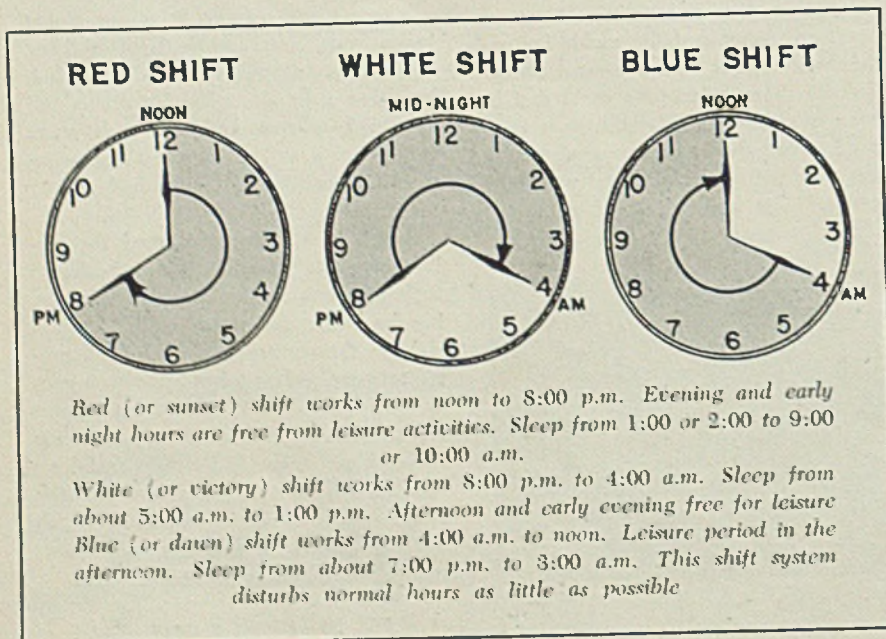 RED SHIFT
WHITE SHIFT
BLUE SHIFT
NOON
12
1
2
3
4
5
6
7
8
9
10
11
PM
MID-NIGHT
12
1
2
3
4
5
6
7
8
9
10
11
PM
AM
NOON
12
1
2
3
4
5
6
7
8
9
10
11
AM
Red (or sunset) shift works from noon to 8:00 p.m. Evening and early
night hours are free from leisure activities. Sleep from 1:00 or 2:00 to 9:00
or 10:00 a.m.
White (or victory) shift works from 8:00 p.m. to 4:00 a.m. Sleep from
about 5:00 a.m. to 1:00 p.m. Afternoon and early evening free for leisure
Blue (or dawn) shift works from 4:00 a.m. to noon. Leisure period in the
afternoon. Sleep from about 7:00 p.m. to 3:00 a.m. This shift system
disturbs normal hours as little as possible